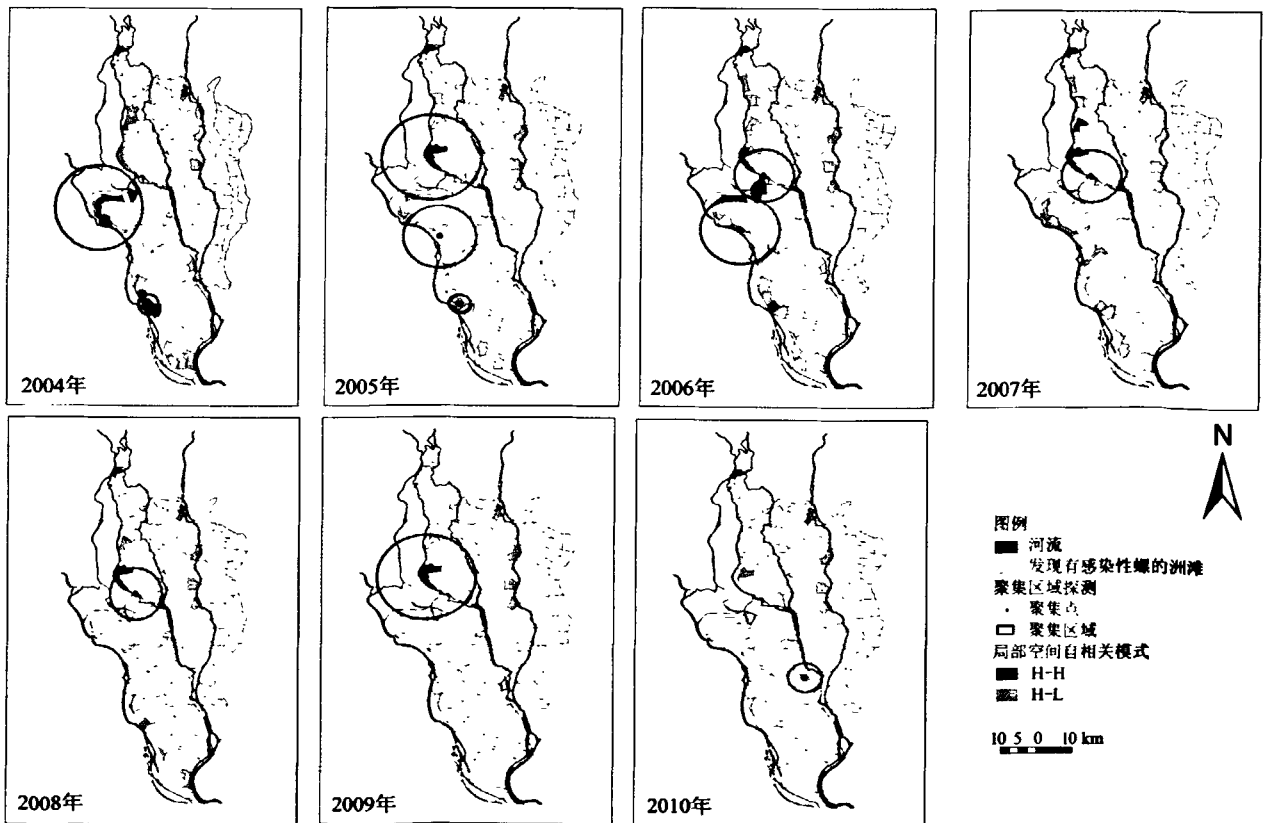 2004年
2005年
2006年
2007年
2008年
2009年
2010年
N
图例
河流
发现有感染性螺的洲滩
聚集区域探测
聚集点
聚集区域
局部空间自相关模式
H-H
H-L
10 5 0 10 km